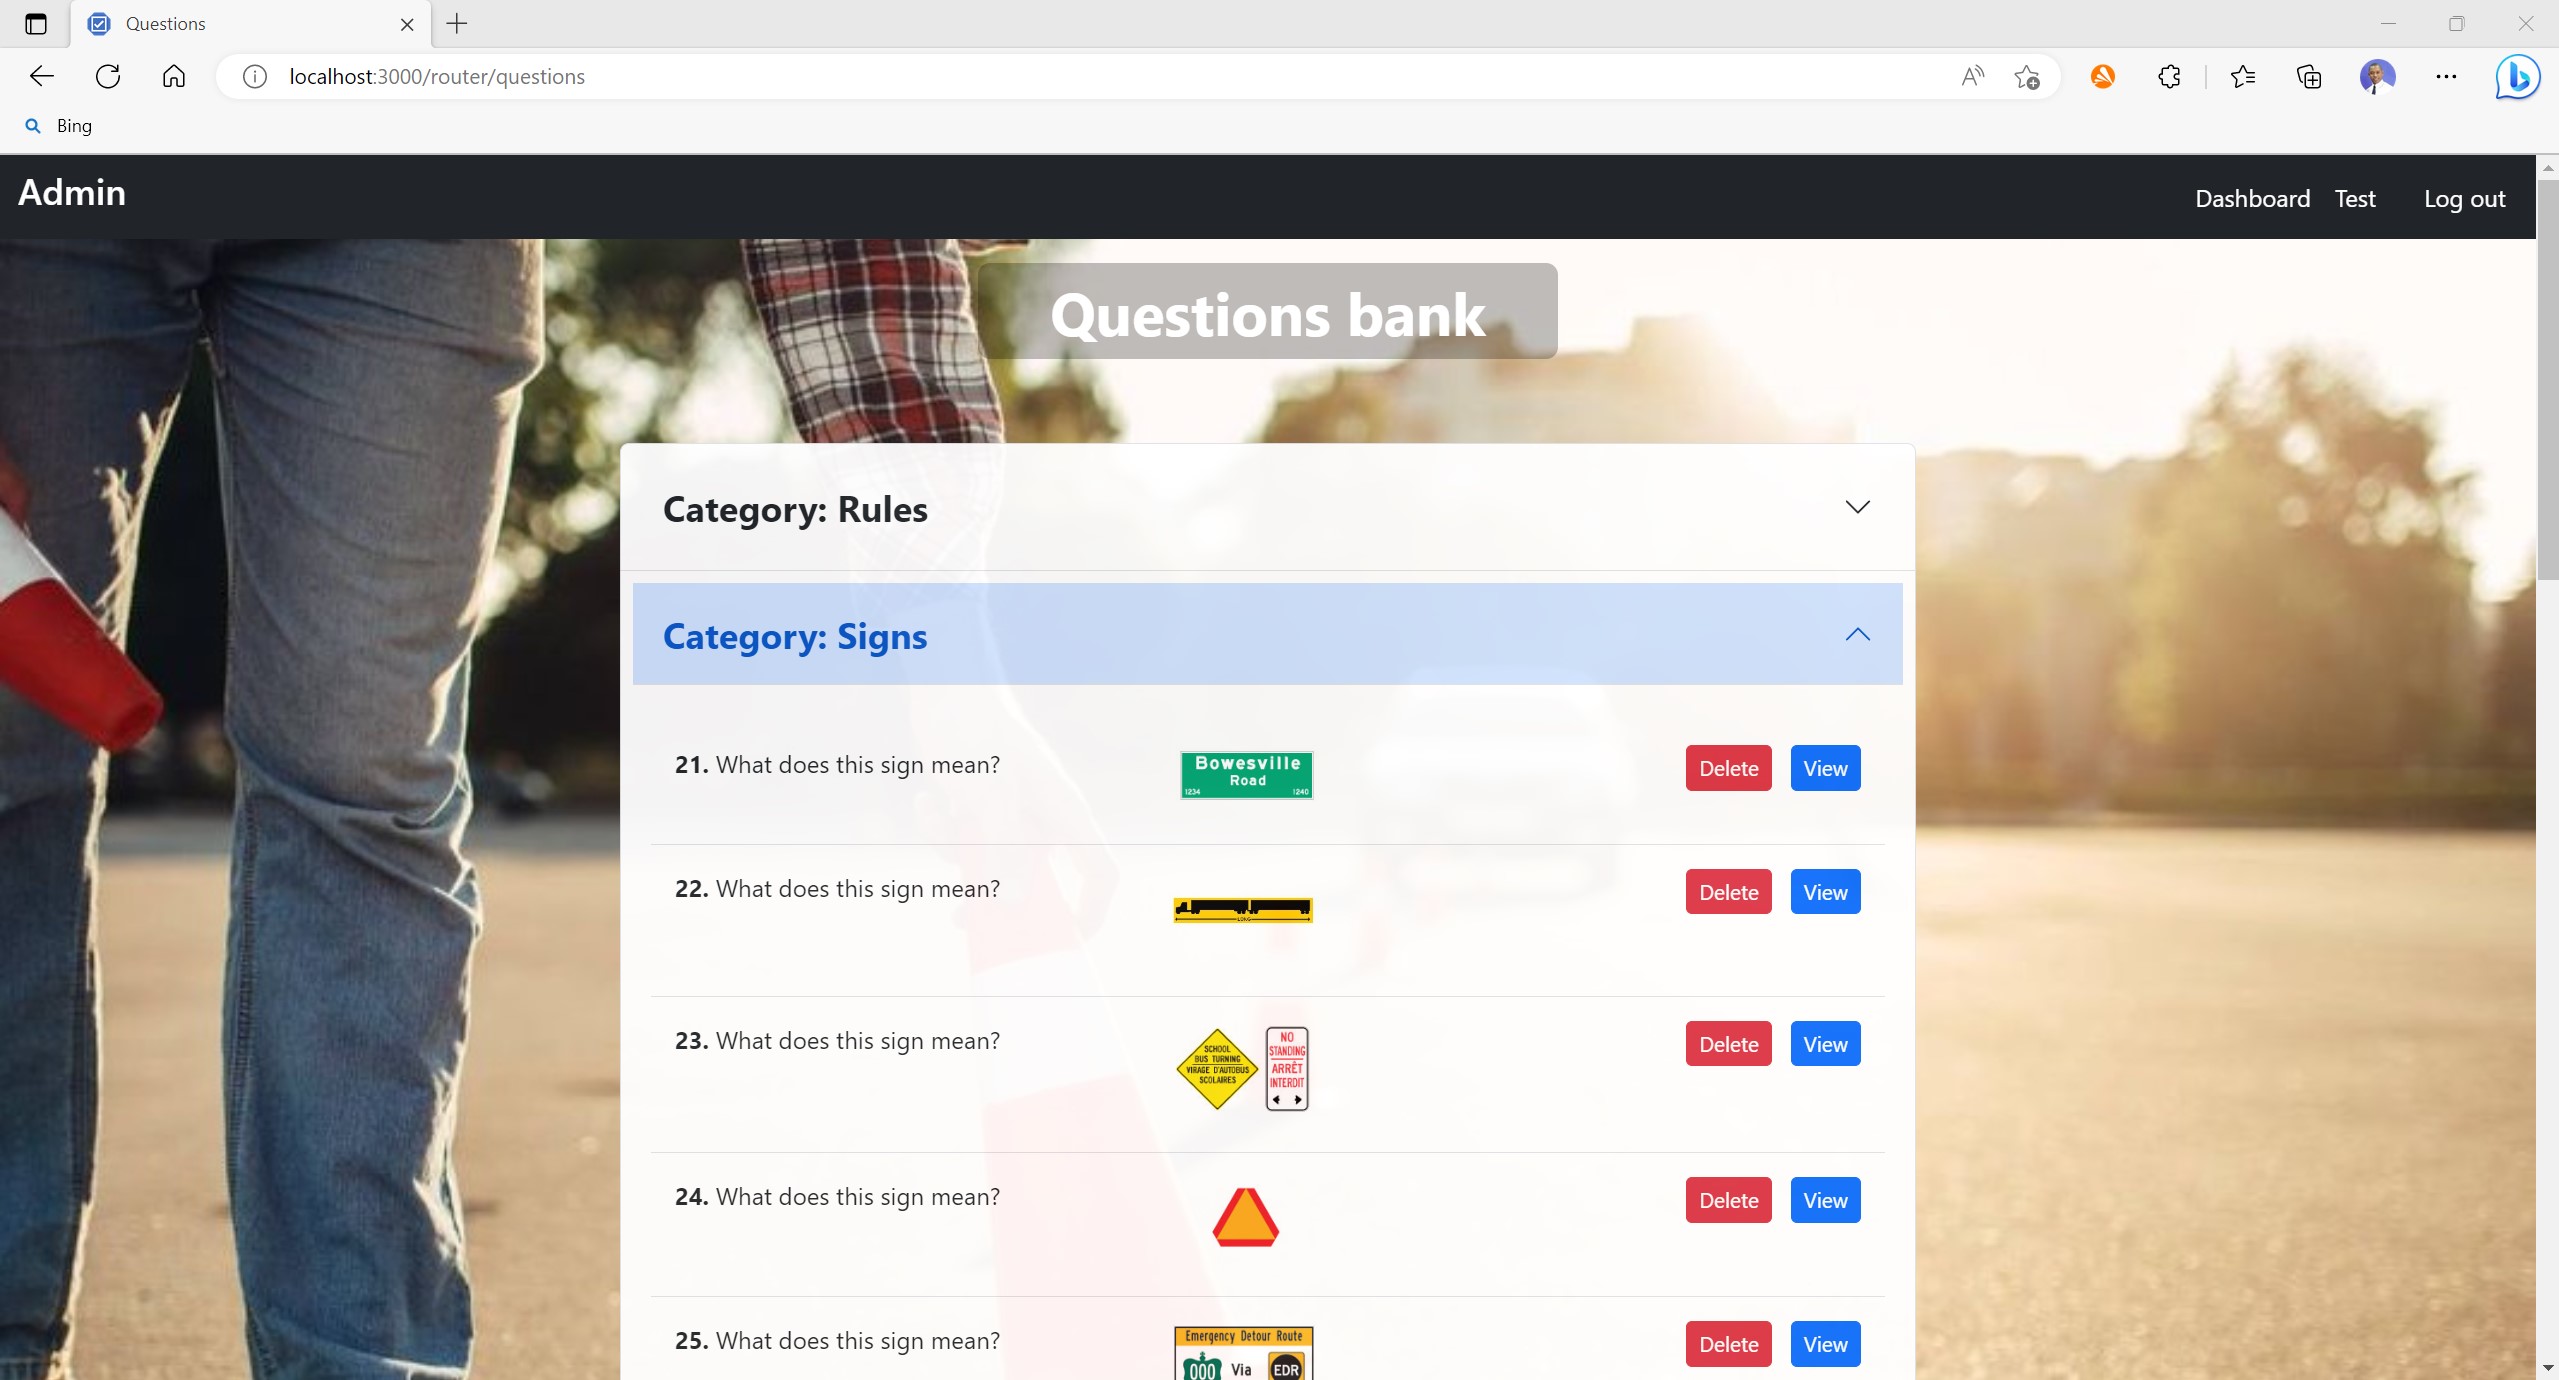 Questions
localhost:3000/router/questions
Bing
Admin
Dashboard Test Log out
Questions bank
Category: Rules
Category: Signs
21. What does this sign mean?
Bowesville
Road
1234 1240
Delete View
22. What does this sign mean?
LONG
Delete View
23. What does this sign mean?
SCHOOL
BUS TURNING
VIRAGE D'AUTOBUS
SCOLAIRES
NO
STANDING
ARRÊT
INTERDIT
Delete View
24. What does this sign mean?
Delete View
25. What does this sign mean?
Emergency Detour Route
000 Via EDR
Delete View